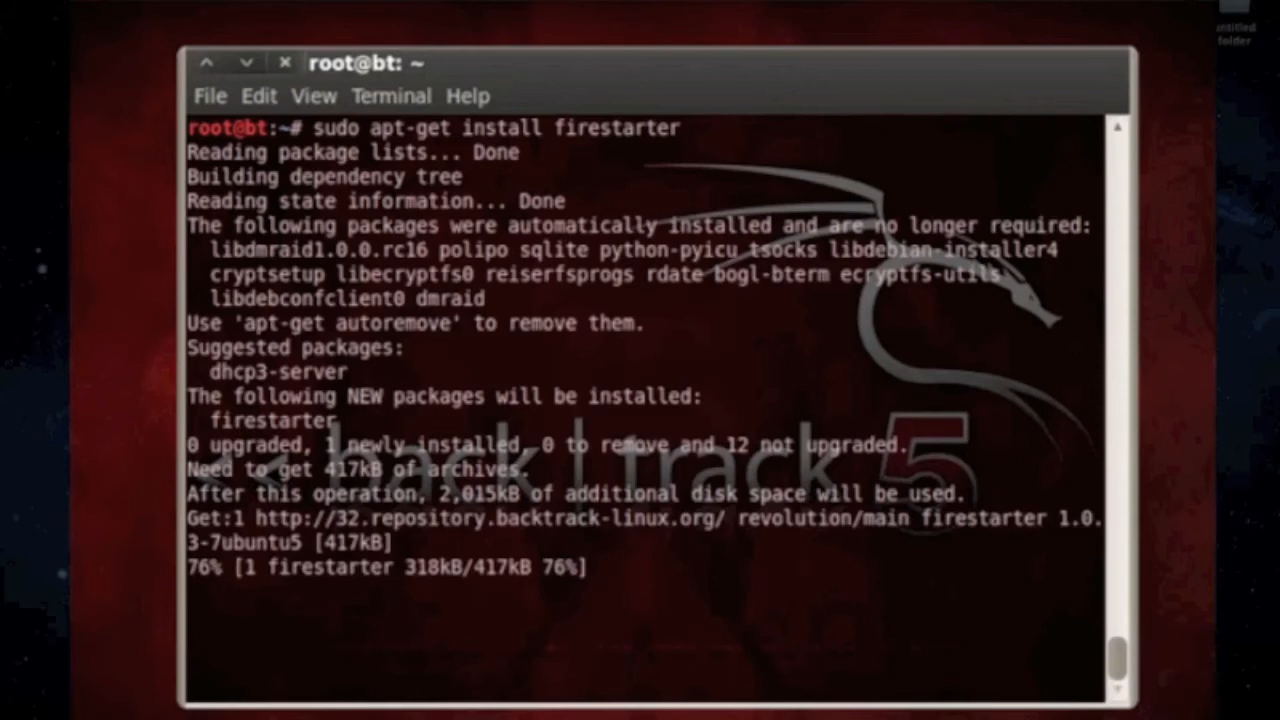 untitled
folder
root@bt: ~
File Edit View Terminal Help
root@bt:~# sudo apt-get install firestarter
Reading package lists... Done
Building dependency tree
Reading state information... Done
The following packages were automatically installed and are no longer required:
libdmraid1.0.0.rc16 polipo sqlite python-pyicu tsocks libdebian-installer4
cryptsetup libecryptfs0 reiserfsprogs rdate bogl-bterm ecryptfs-utils
libdebconfclient0 dmraid
Use 'apt-get autoremove' to remove them.
Suggested packages:
dhcp3-server
The following NEW packages will be installed:
firestarter
0 upgraded, 1 newly installed, 0 to remove and 12 not upgraded.
Need to get 417kB of archives.
After this operation, 2,015kB of additional disk space will be used.
Get:1 http://32.repository.backtrack-linux.org/ revolution/main firestarter 1.0.
3-7ubuntu5 [417kB]
76% [1 firestarter 318kB/417kB 76%]
<< back|track 5